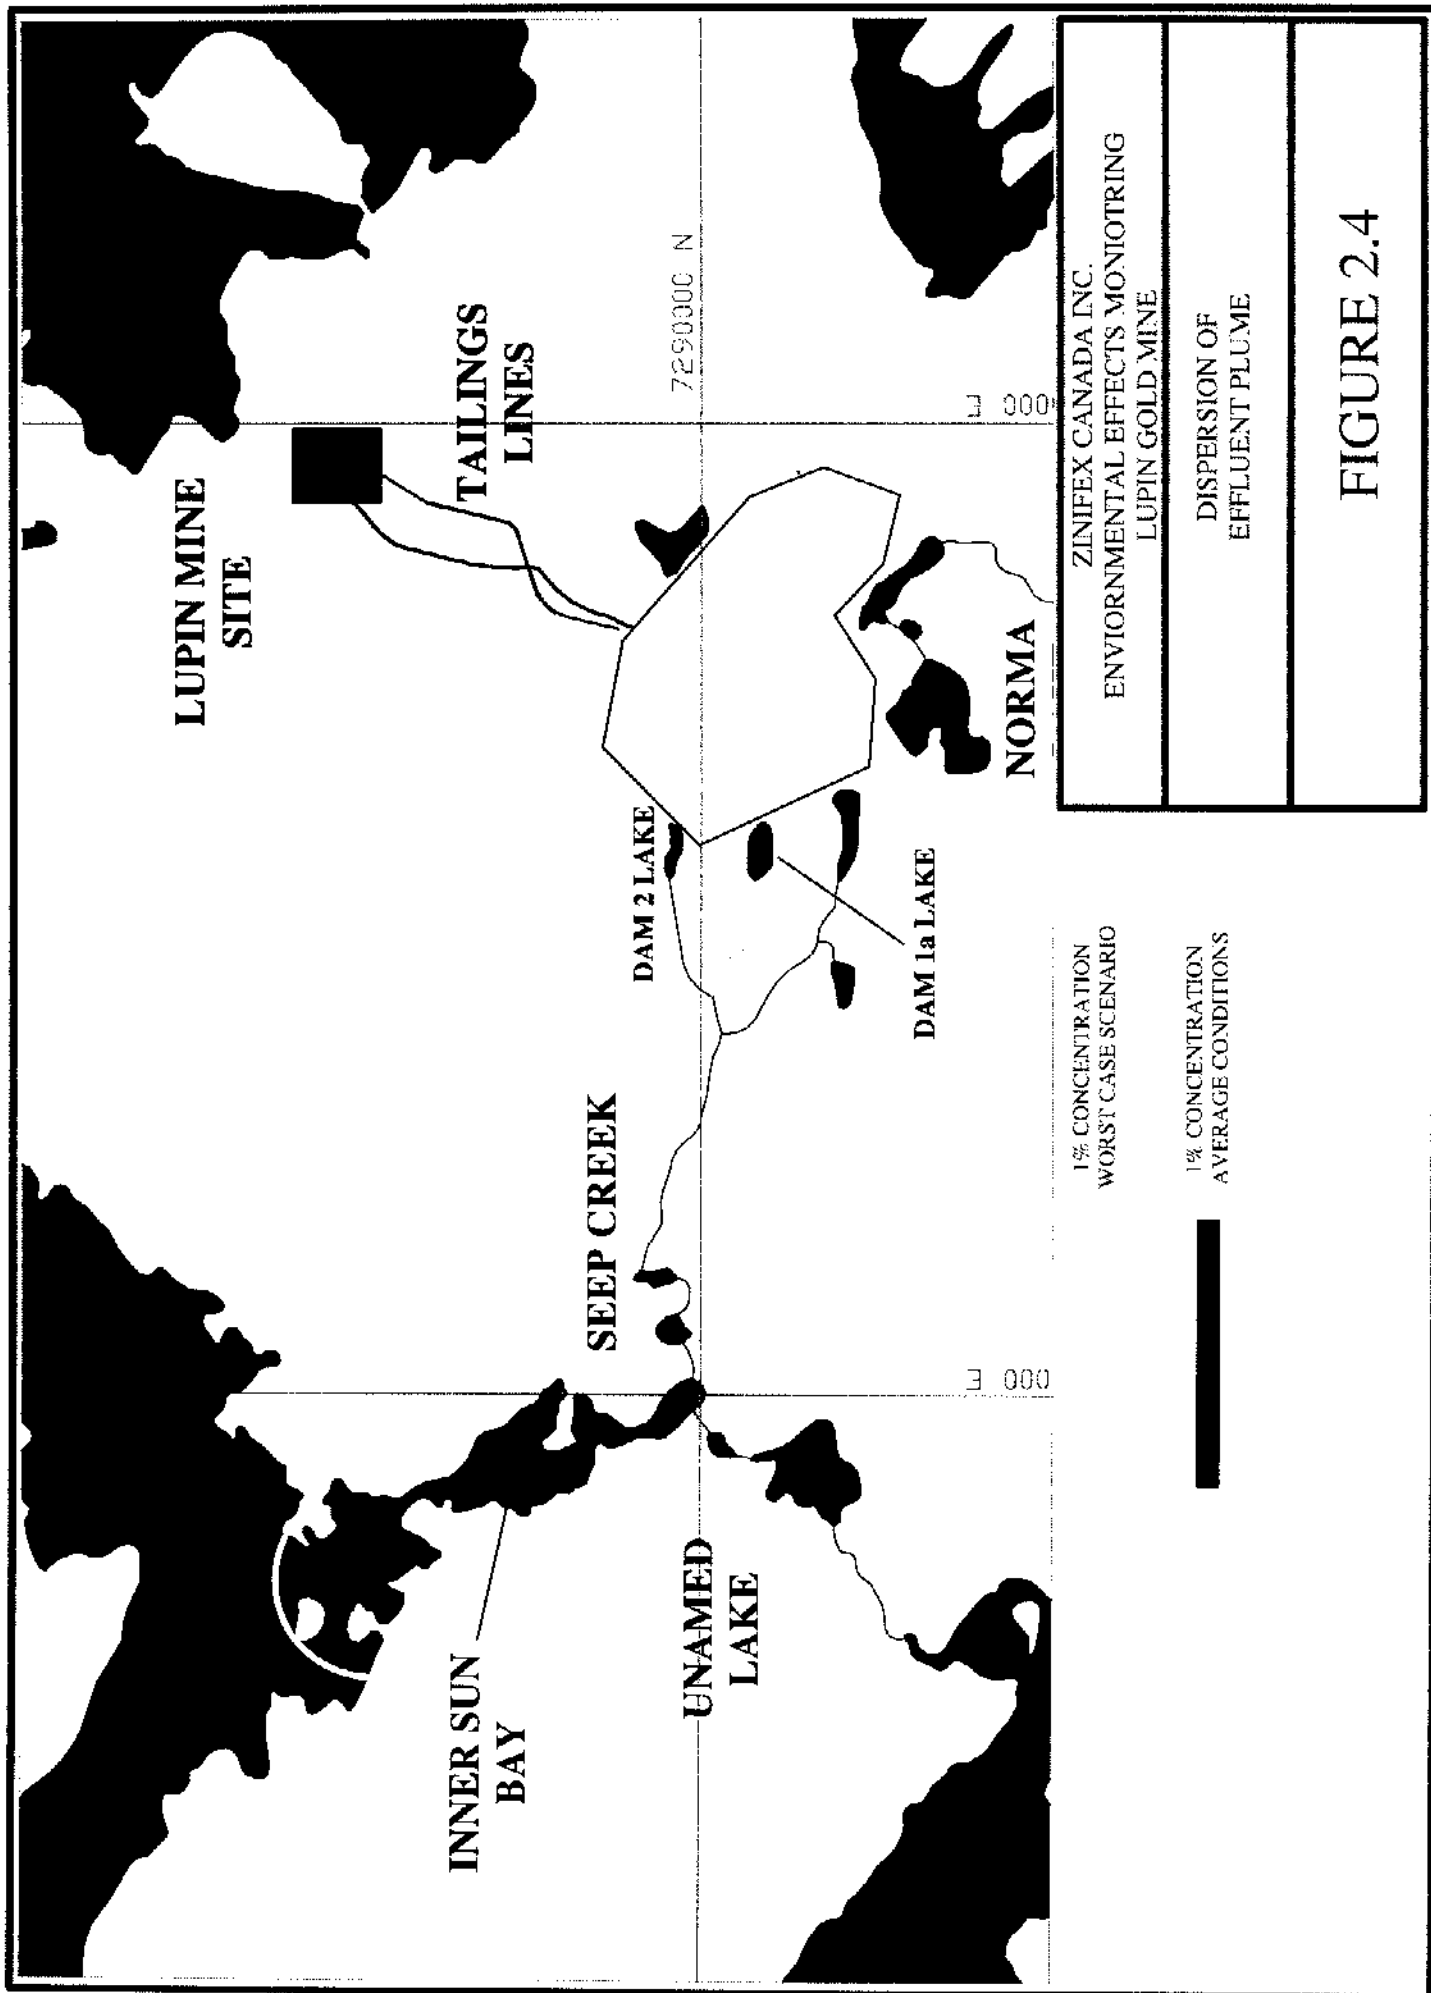 LUPIN MINE
SITE
TAILINGS
LINES
7290000 N
000 E
DAM 2 LAKE
DAM 1a LAKE
NORMA
SEEP CREEK
INNER SUN
BAY
UNAMED
LAKE
000 E
1% CONCENTRATION
WORST CASE SCENARIO
1% CONCENTRATION
AVERAGE CONDITIONS
ZINIFEX CANADA INC.
ENVIORNMENTAL EFFECTS MONIOTRING
LUPIN GOLD MINE
DISPERSION OF
EFFLUENT PLUME
FIGURE 2.4